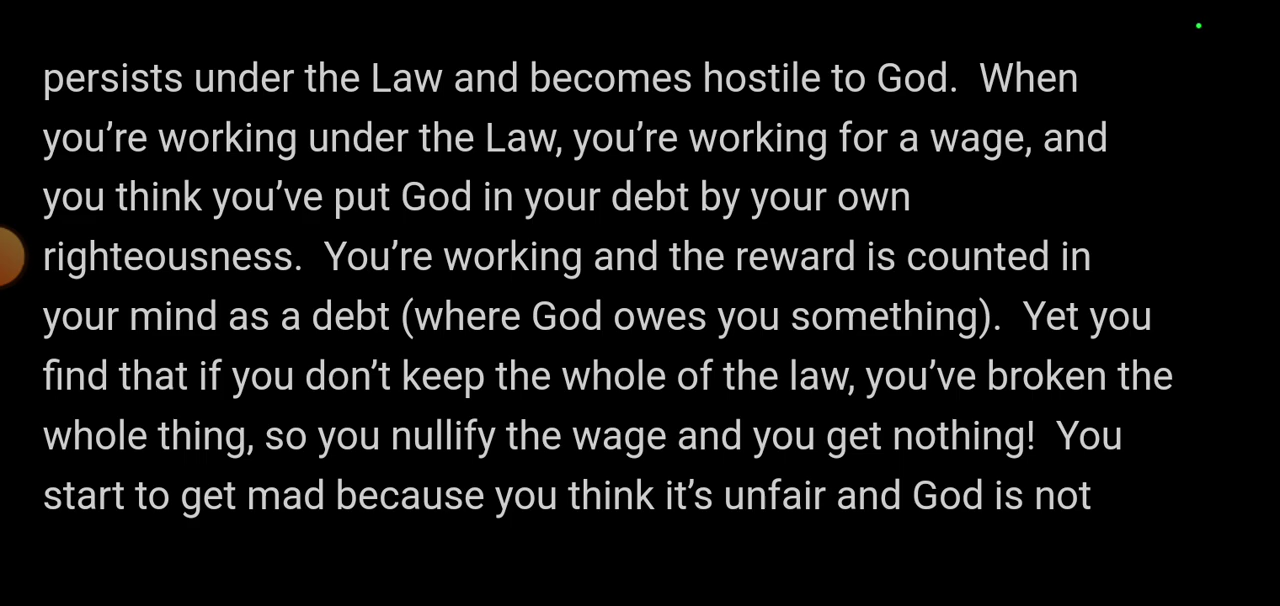 persists under the Law and becomes hostile to God.  When
you’re working under the Law, you’re working for a wage, and
you think you’ve put God in your debt by your own
righteousness.  You’re working and the reward is counted in
your mind as a debt (where God owes you something).  Yet you
find that if you don’t keep the whole of the law, you’ve broken the
whole thing, so you nullify the wage and you get nothing!  You
start to get mad because you think it’s unfair and God is not